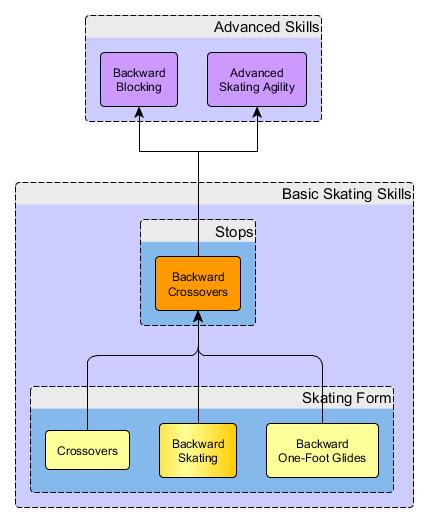 Advanced Skills
Backward
Blocking
Advanced
Skating Agility
Basic Skating Skills
Stops
Backward
Crossovers
Skating Form
Crossovers
Backward
Skating
Backward
One-Foot Glides